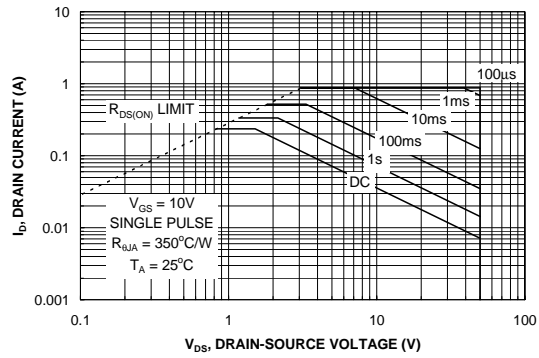 10
1
0.1
0.01
0.001
I_D, DRAIN CURRENT (A)
100µs
1ms
10ms
100ms
1s
DC
R_DS(ON) LIMIT
V_GS = 10V
SINGLE PULSE
R_θJA = 350°C/W
T_A = 25°C
0.1
1
10
100
V_DS, DRAIN-SOURCE VOLTAGE (V)